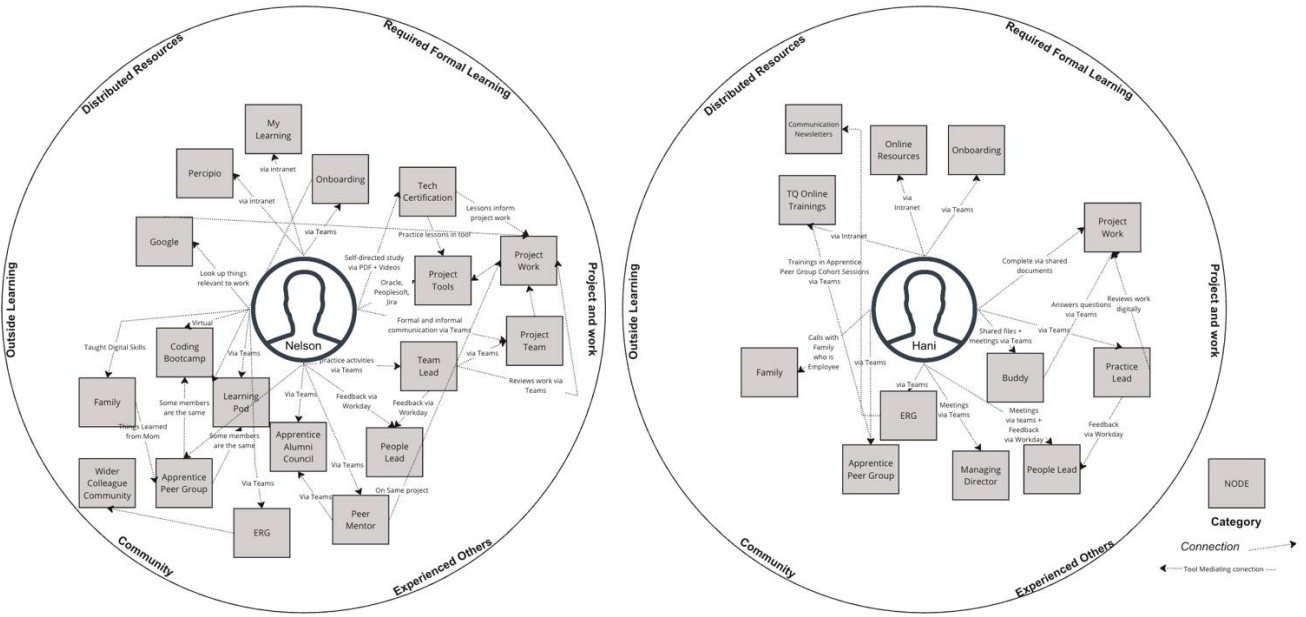 Distributed Resources
Required Formal Learning
My
Learning
via intranet
Percipio
via intranet
Onboarding
via Teams
Tech
Certification
Lessons inform
project work
Practice lessons in tool
Google
Look up things
relevant to work
Self-directed study
via PDF + Videos
Project
Work
Project
Tools
Oracle,
Peoplesoft,
Jira
Formal and informal
communication via Teams
Project
Team
via Teams
Nelson
Outside Learning
Project and work
Virtual
Taught Digital Skills
Coding
Bootcamp
Via Teams
practice activities
via Teams
Team
Lead
Reviews work via
Teams
Family
Things Learned
from Mom
Some members
are the same
Learning
Pod
Some members
are the same
Via Teams
Feedback via
Workday
Feedback via
Workday
Apprentice
Alumni
Council
People
Lead
Wider
Colleague
Community
Apprentice
Peer Group
Via Teams
Via Teams
Via Teams
On Same project
ERG
Peer
Mentor
Community
Experienced Others
Distributed Resources
Required Formal Learning
Communication
Newsletters
Online
Resources
Onboarding
TQ Online
Trainings
via
Intranet
via Teams
via Intranet
Project
Work
Trainings in Apprentice
Peer Group Cohort Sessions
via Teams
Complete via shared
documents
Hani
Outside Learning
Project and work
Answers questions
via Teams
Reviews work
digitally
Shared files +
meetings via Teams
via Teams
Calls with
Family
who is
Employee
via Teams
Family
Buddy
Practice
Lead
via Teams
ERG
Meetings
via Teams
Meetings
via teams +
Feedback
via Workday
Feedback
via Workday
Apprentice
Peer Group
Managing
Director
People Lead
Community
Experienced Others
NODE
Category
Connection
Tool Mediating conection